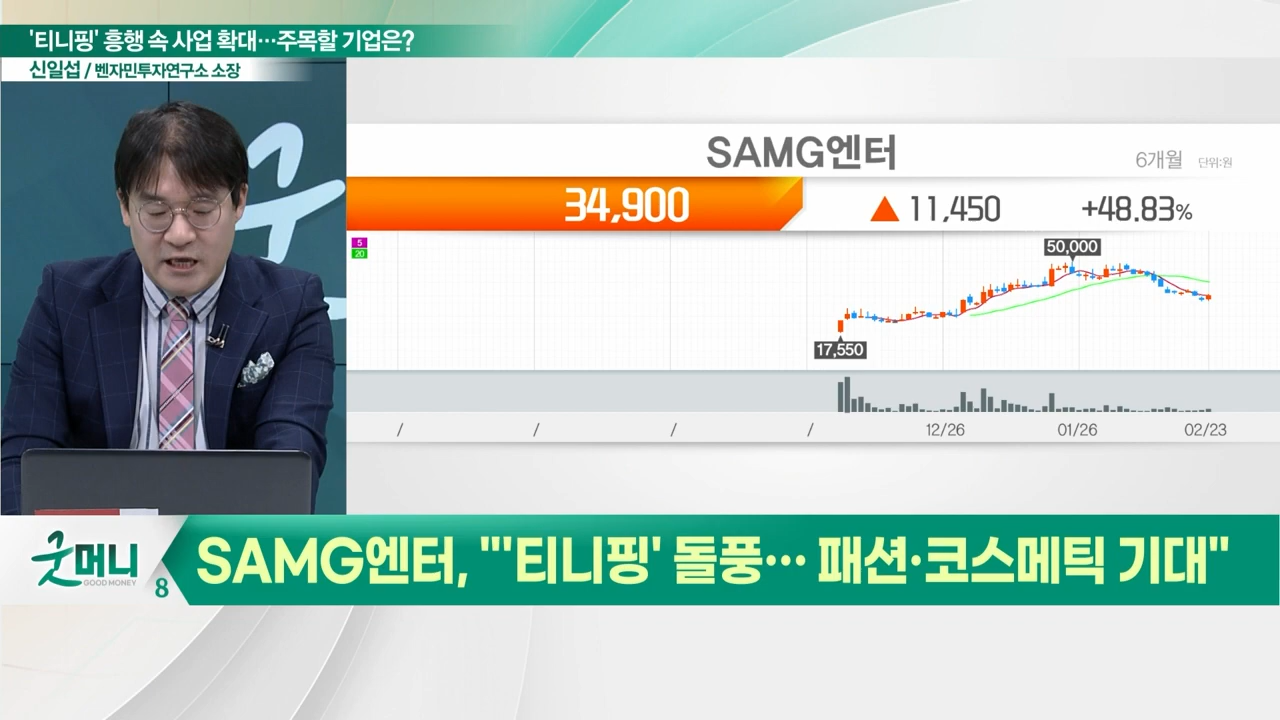 '티니핑' 흥행 속 사업 확대…주목할 기업은?
신일섭 / 벤자민투자연구소 소장
굿
SAMG엔터
6개월 단위:원
34,900 ▲ 11,450 +48.83%
5
20
50,000
17,550
/ / / / 12/26 01/26 02/23
굿머니
GOOD MONEY
8
SAMG엔터, "'티니핑' 돌풍… 패션·코스메틱 기대"